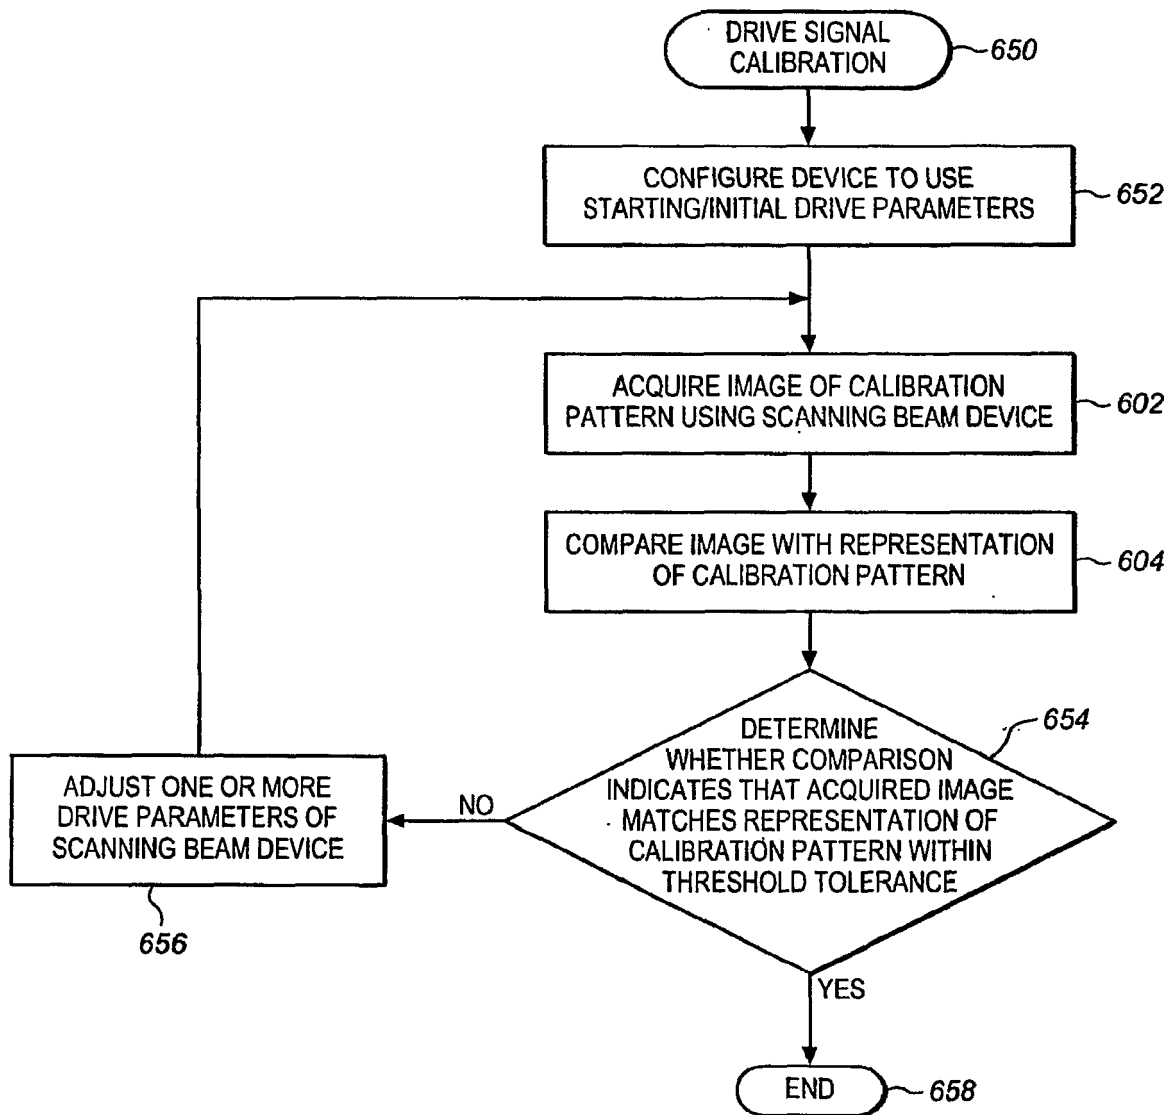 DRIVE SIGNAL
CALIBRATION
650
CONFIGURE DEVICE TO USE
STARTING/INITIAL DRIVE PARAMETERS
652
ACQUIRE IMAGE OF CALIBRATION
PATTERN USING SCANNING BEAM DEVICE
602
COMPARE IMAGE WITH REPRESENTATION
OF CALIBRATION PATTERN
604
DETERMINE
WHETHER COMPARISON
INDICATES THAT ACQUIRED IMAGE
MATCHES REPRESENTATION OF
CALIBRATION PATTERN WITHIN
THRESHOLD TOLERANCE
654
NO
ADJUST ONE OR MORE
DRIVE PARAMETERS OF
SCANNING BEAM DEVICE
656
YES
END
658